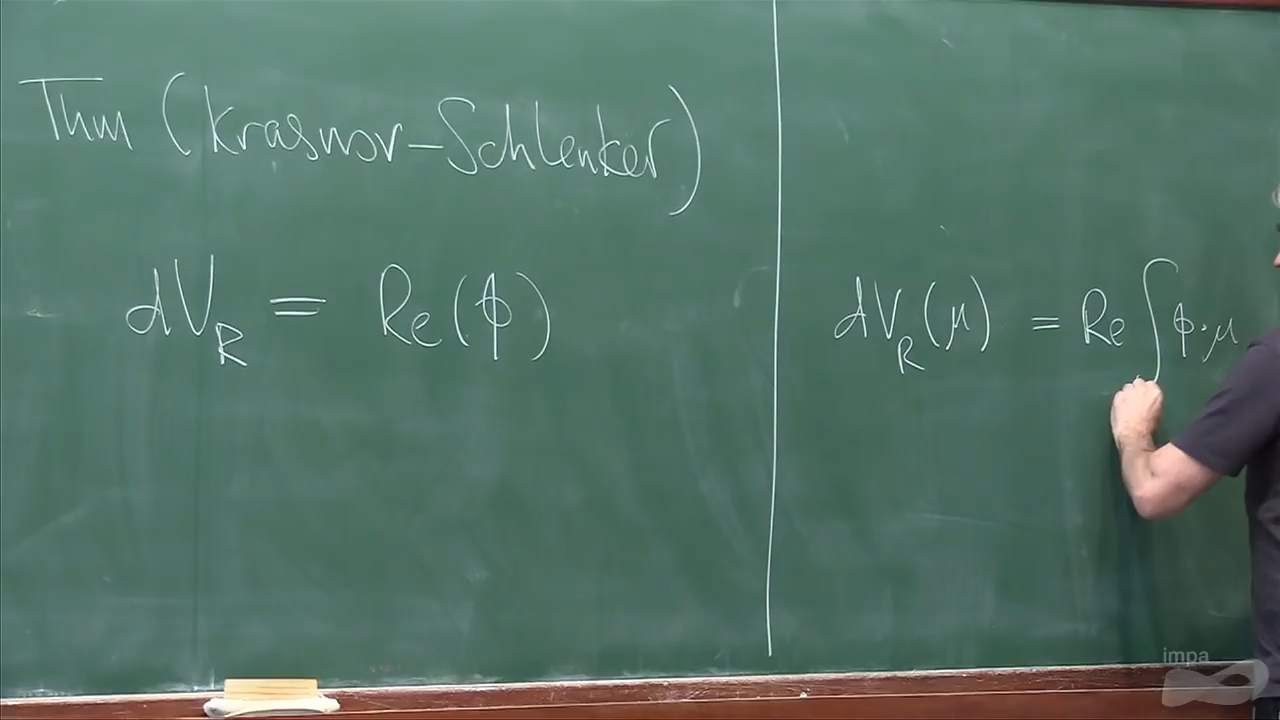 Thm (Krasnov-Schlenker)
dV_R = Re(ϕ)
dV_R(μ) = Re ∫ ϕ·μ
impa